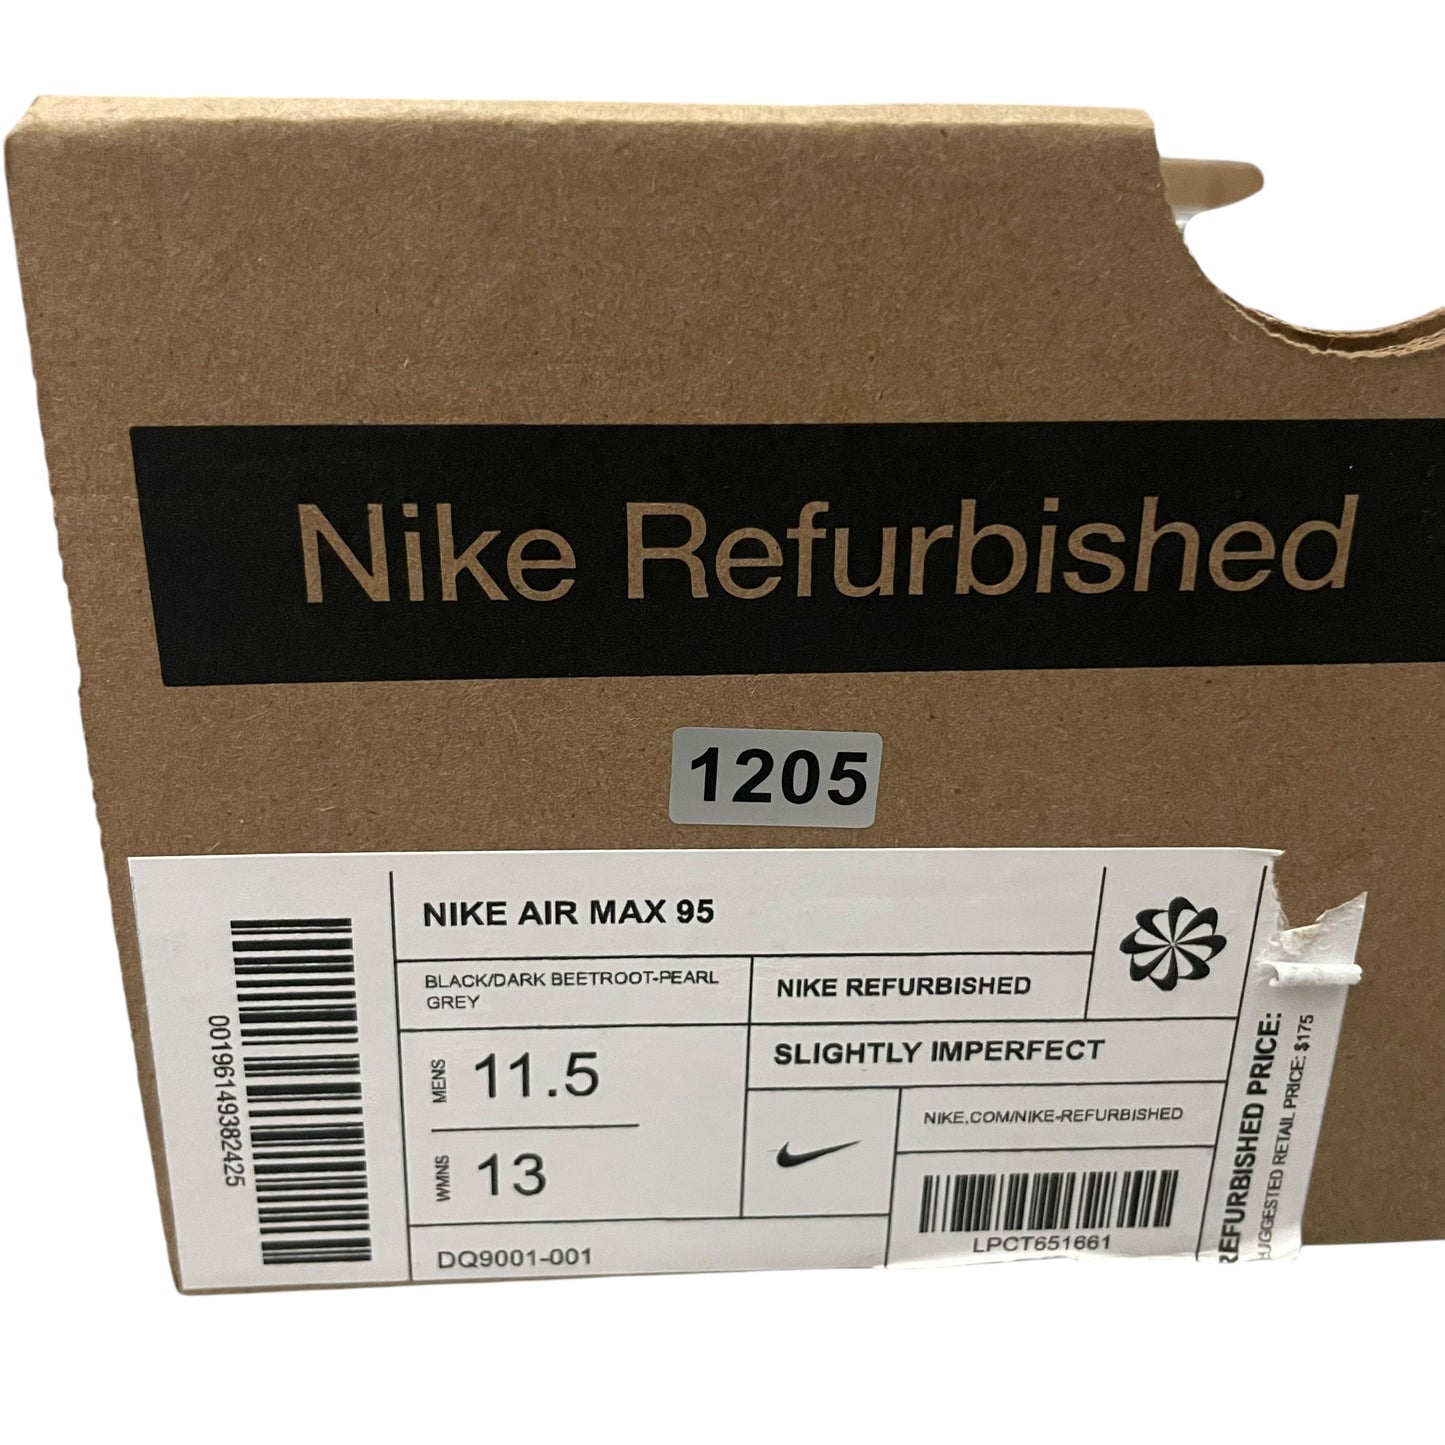 Nike Refurbished
1205
NIKE AIR MAX 95
BLACK/DARK BEETROOT-PEARL
GREY
NIKE REFURBISHED
SLIGHTLY IMPERFECT
MENS 11.5
WMNS 13
NIKE.COM/NIKE-REFURBISHED
LPCT651661
DQ9001-001
00196149382425
REFURBISHED PRICE:
SUGGESTED RETAIL PRICE: $175